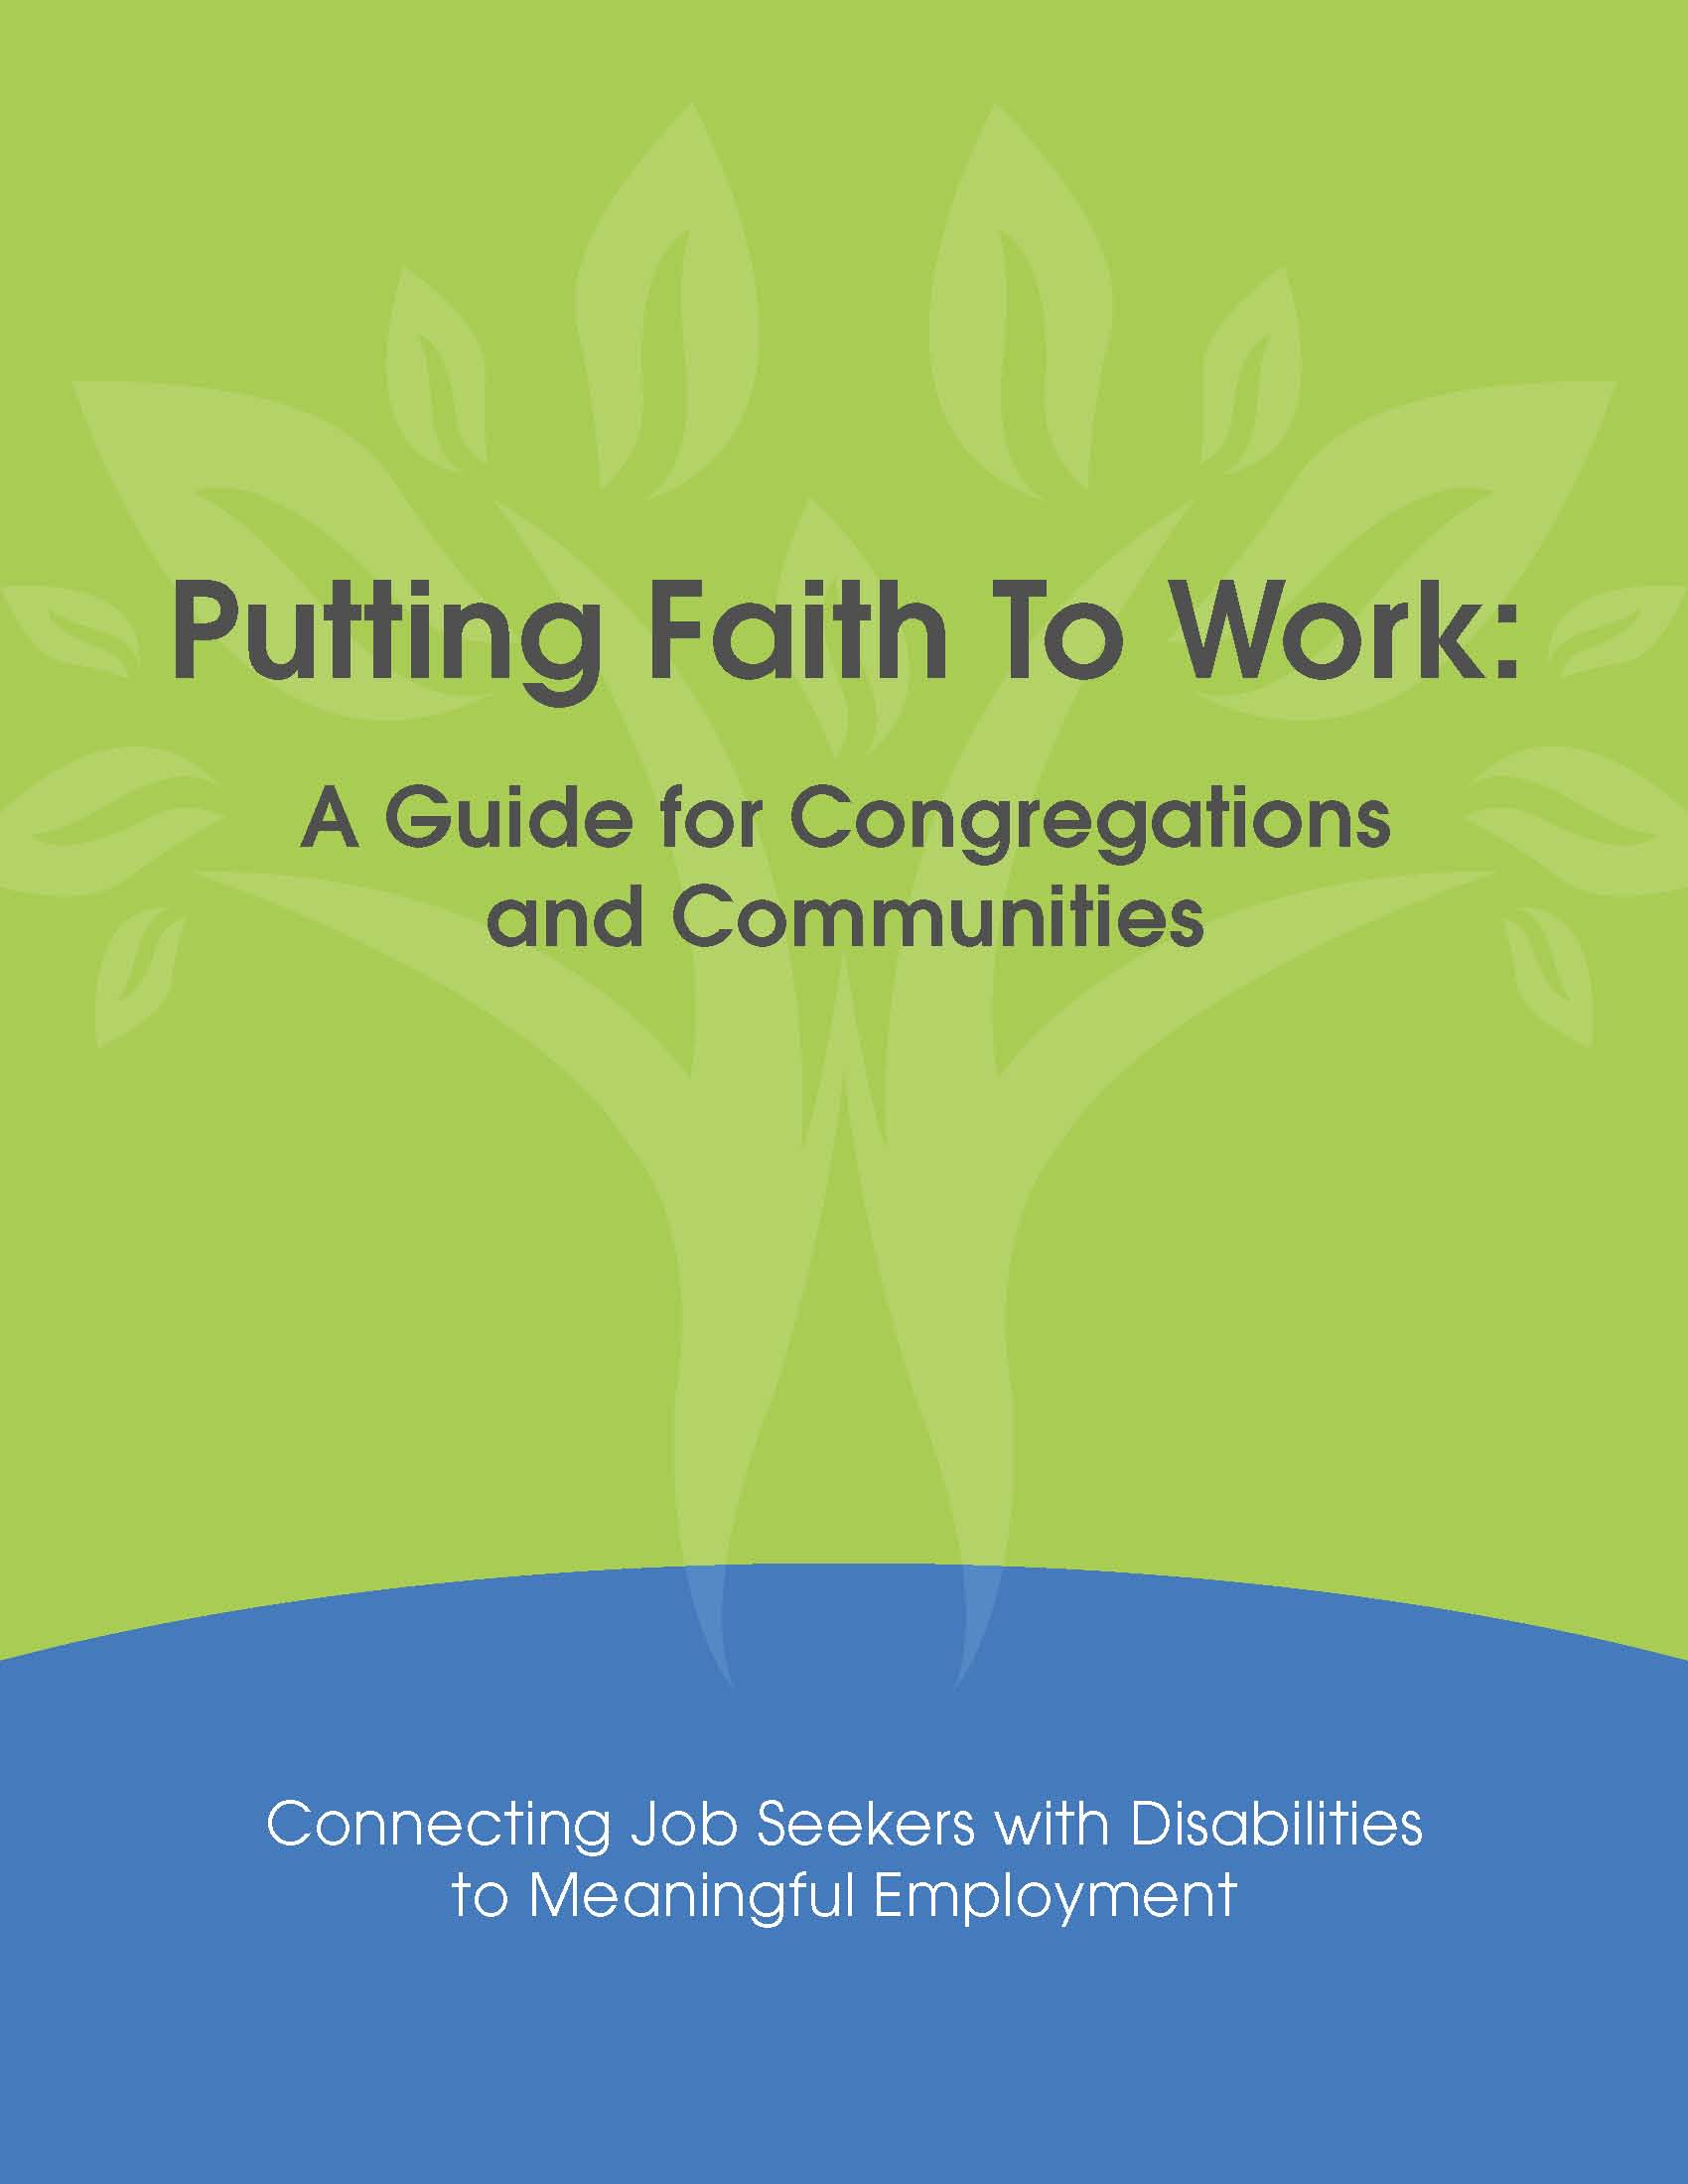 Putting Faith To Work:
A Guide for Congregations
and Communities
Connecting Job Seekers with Disabilities
to Meaningful Employment